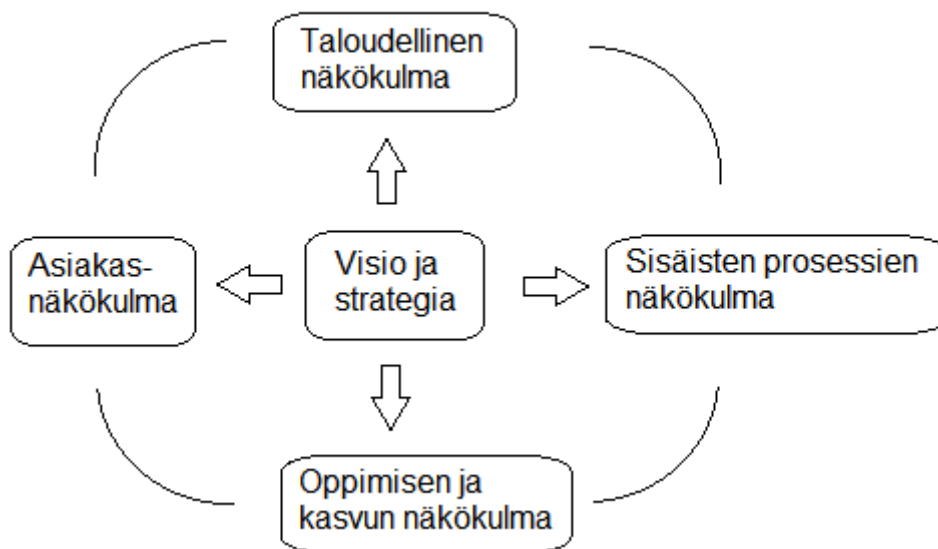 Taloudellinen
näkökulma
Asiakas-
näkökulma
Visio ja
strategia
Sisäisten prosessien
näkökulma
Oppimisen ja
kasvun näkökulma